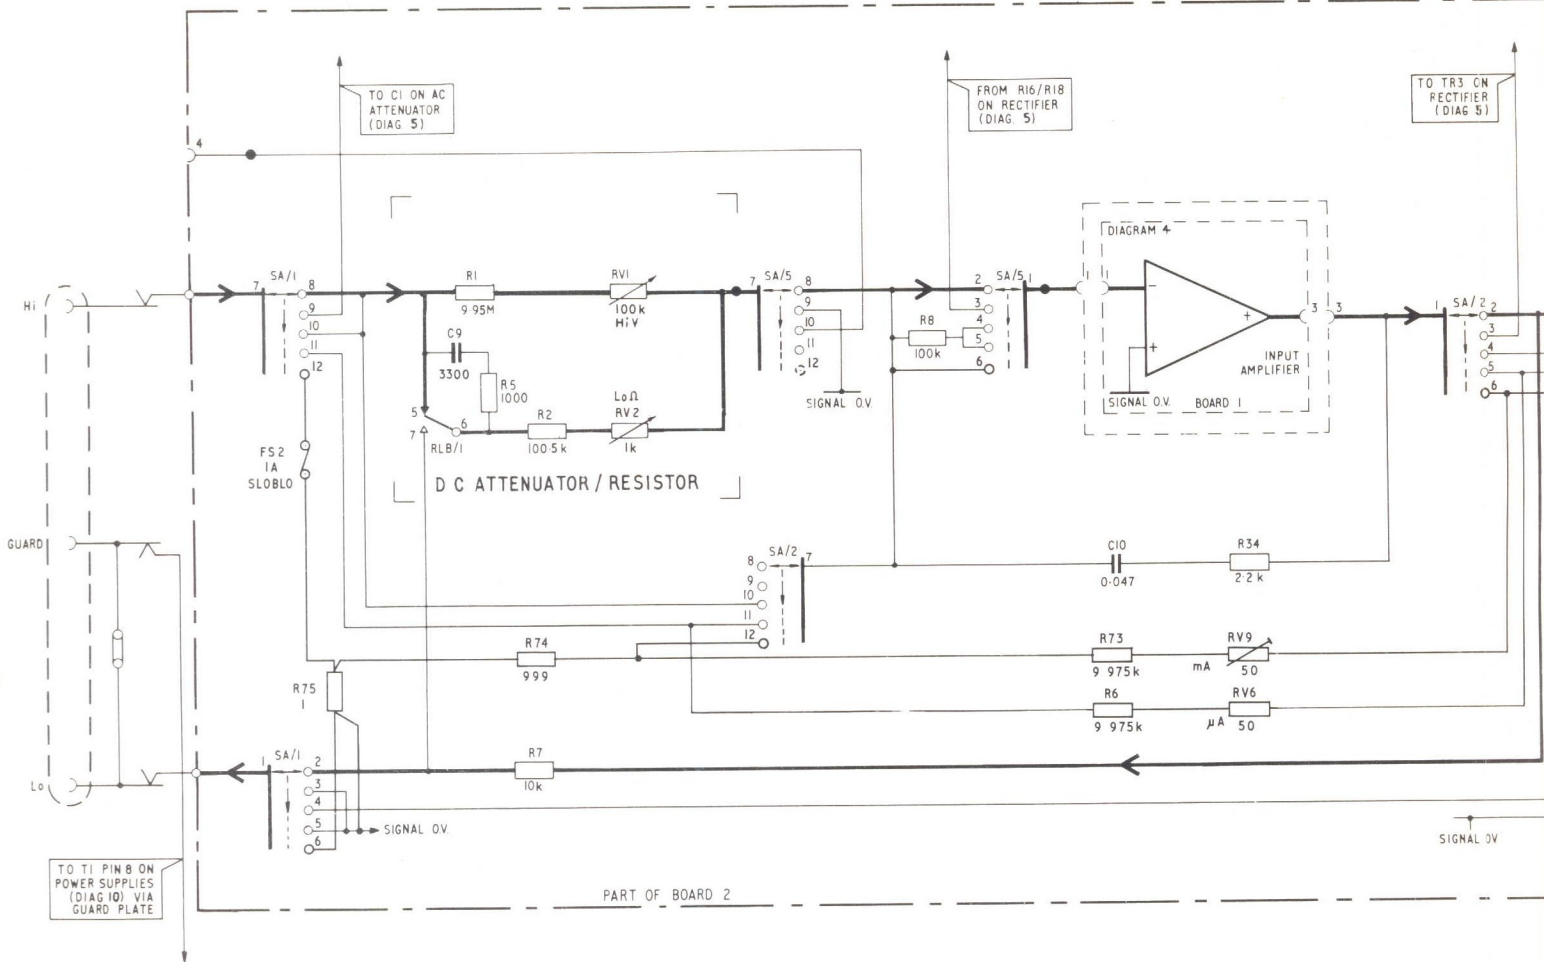 TO C1 ON AC
ATTENUATOR
(DIAG. 5)
FROM R16/R18
ON RECTIFIER
(DIAG. 5)
TO TR3 ON
RECTIFIER
(DIAG 5)
4
DIAGRAM 4
Hi
7
SA/1
8
9
10
11
12
R1
9·95M
RV1
100k
HiV
7
SA/5
8
9
10
11
12
2
SA/5
1
3
4
5
6
R8
100k
1
1
−
+
+
3
3
INPUT
AMPLIFIER
SIGNAL O.V.
BOARD 1
1
SA/2
2
3
4
5
6
C9
3300
R5
1000
5
7
6
RLB/1
R2
100·5k
LoΩ
RV2
1k
SIGNAL O.V.
FS2
1A
SLOBLO
D C ATTENUATOR / RESISTOR
GUARD
8
SA/2
7
9
10
11
12
C10
0·047
R34
2·2k
R74
999
R73
9 975k
mA
RV9
50
R75
1
R6
9 975k
µA
RV6
50
Lo
1
SA/1
2
3
4
5
6
R7
10k
SIGNAL O.V.
SIGNAL OV
TO T1 PIN 8 ON
POWER SUPPLIES
(DIAG 10) VIA
GUARD PLATE
PART OF BOARD 2